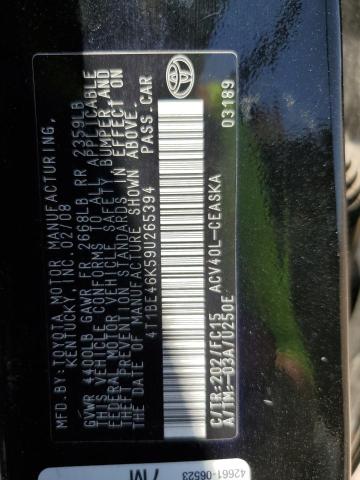 MFD.BY:TOYOTA MOTOR MANUFACTURING,
KENTUCKY, INC. 02/08
GVWR 4400LB GAWR FR 2668LB RR 2359LB
THIS VEHICLE CONFORMS TO ALL APPLICABLE
FEDERAL MOTOR VEHICLE SAFETY BUMPER,AND
THEFT PREVENTION STANDARDS IN EFFECT ON
THE DATE OF MANUFACTURE SHOWN ABOVE.
4T1BE46K59U265394 PASS.CAR
C/TR:202/FC15 ACV40L-CEASKA
A/TM:-03A/U250E 03189
42661-06523
7M